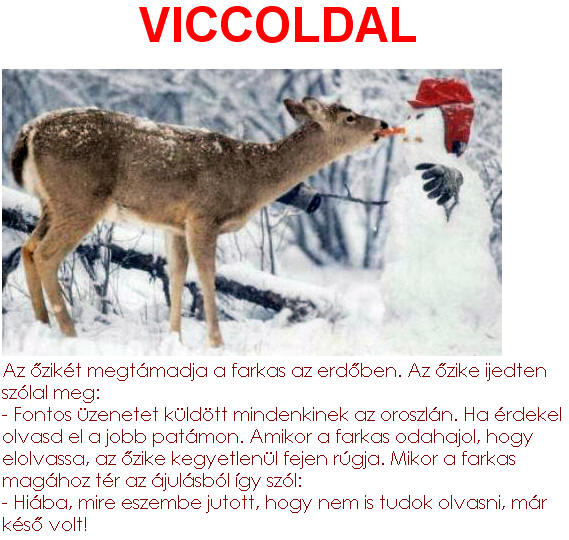 VICCOLDAL
Az őzikét megtámadja a farkas az erdőben. Az őzike ijedten
szólal meg:
- Fontos üzenetet küldött mindenkinek az oroszlán. Ha érdekel
olvasd el a jobb patámon. Amikor a farkas odahajol, hogy
elolvassa, az őzike kegyetlenül fejen rúgja. Mikor a farkas
magához tér az ájulásból így szól:
- Hiába, mire eszembe jutott, hogy nem is tudok olvasni, már
késő volt!